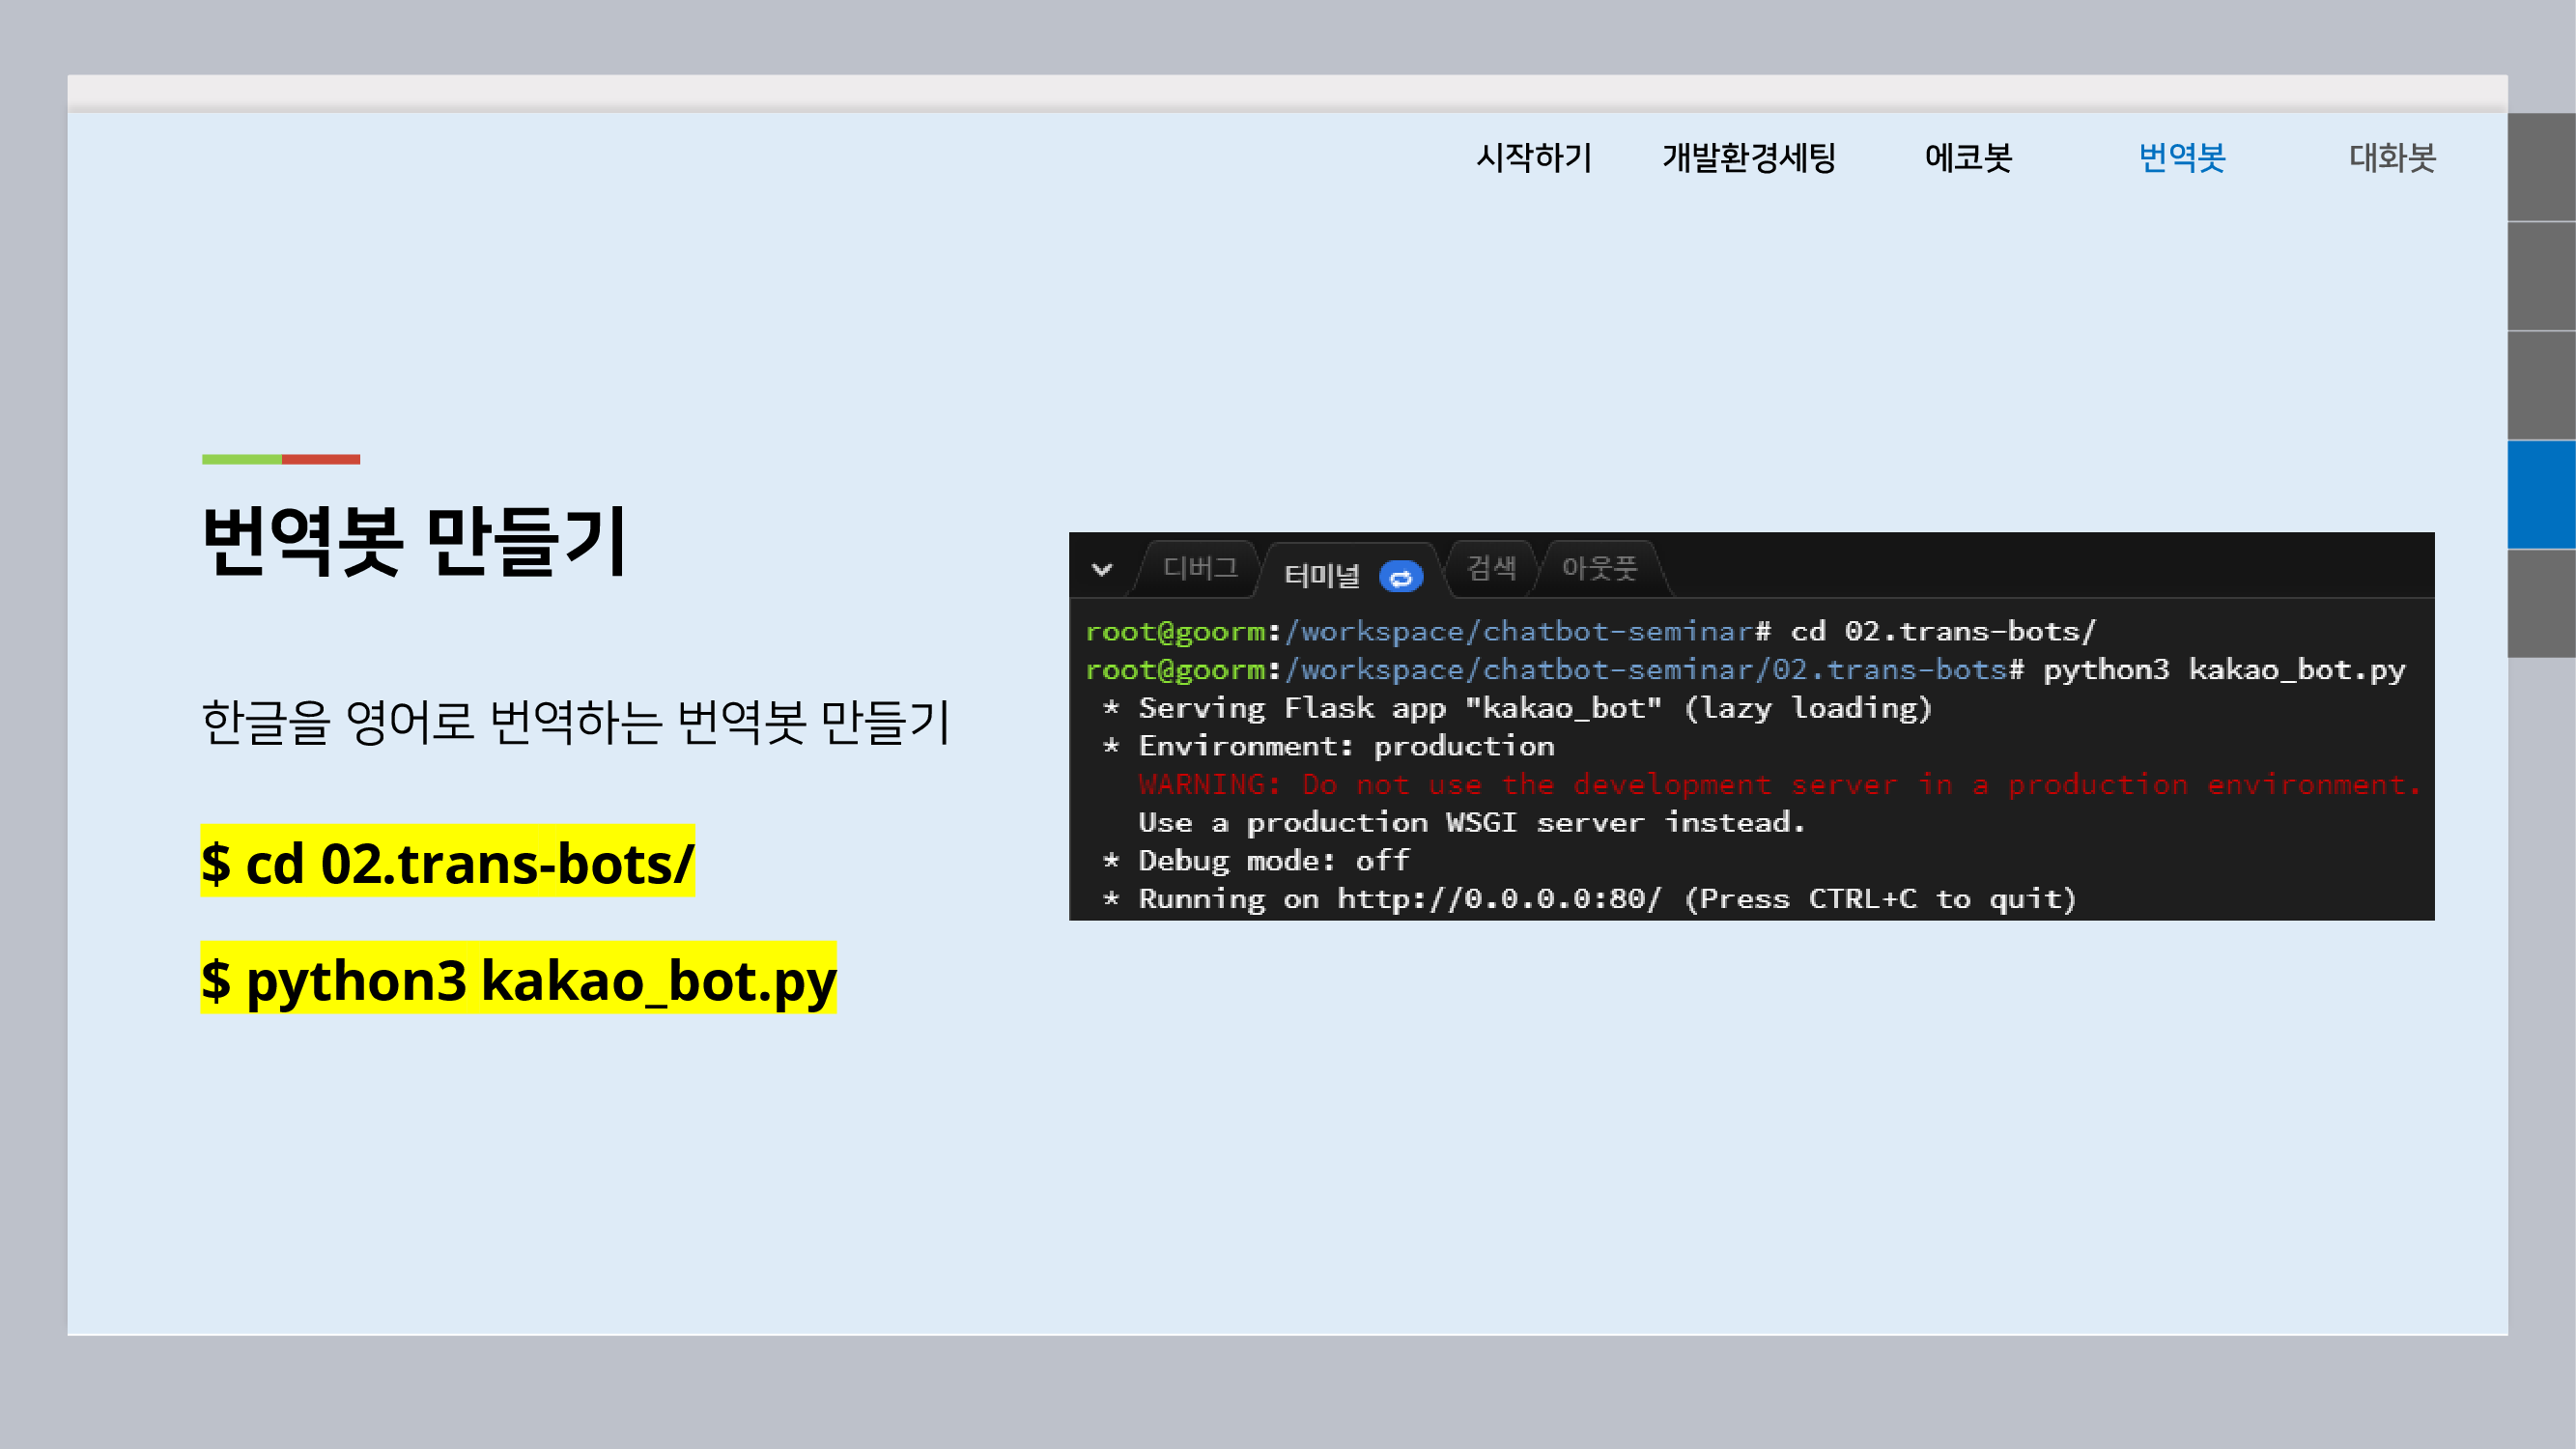 시작하기 개발환경세팅 에코봇 번역봇 대화봇
번역봇 만들기
한글을 영어로 번역하는 번역봇 만들기
$ cd 02.trans-bots/
$ python3 kakao_bot.py
디버그 터미널 검색 아웃풋
root@goorm:/workspace/chatbot-seminar# cd 02.trans-bots/
root@goorm:/workspace/chatbot-seminar/02.trans-bots# python3 kakao_bot.py
* Serving Flask app "kakao_bot" (lazy loading)
* Environment: production
WARNING: Do not use the development server in a production environment.
Use a production WSGI server instead.
* Debug mode: off
* Running on http://0.0.0.0:80/ (Press CTRL+C to quit)